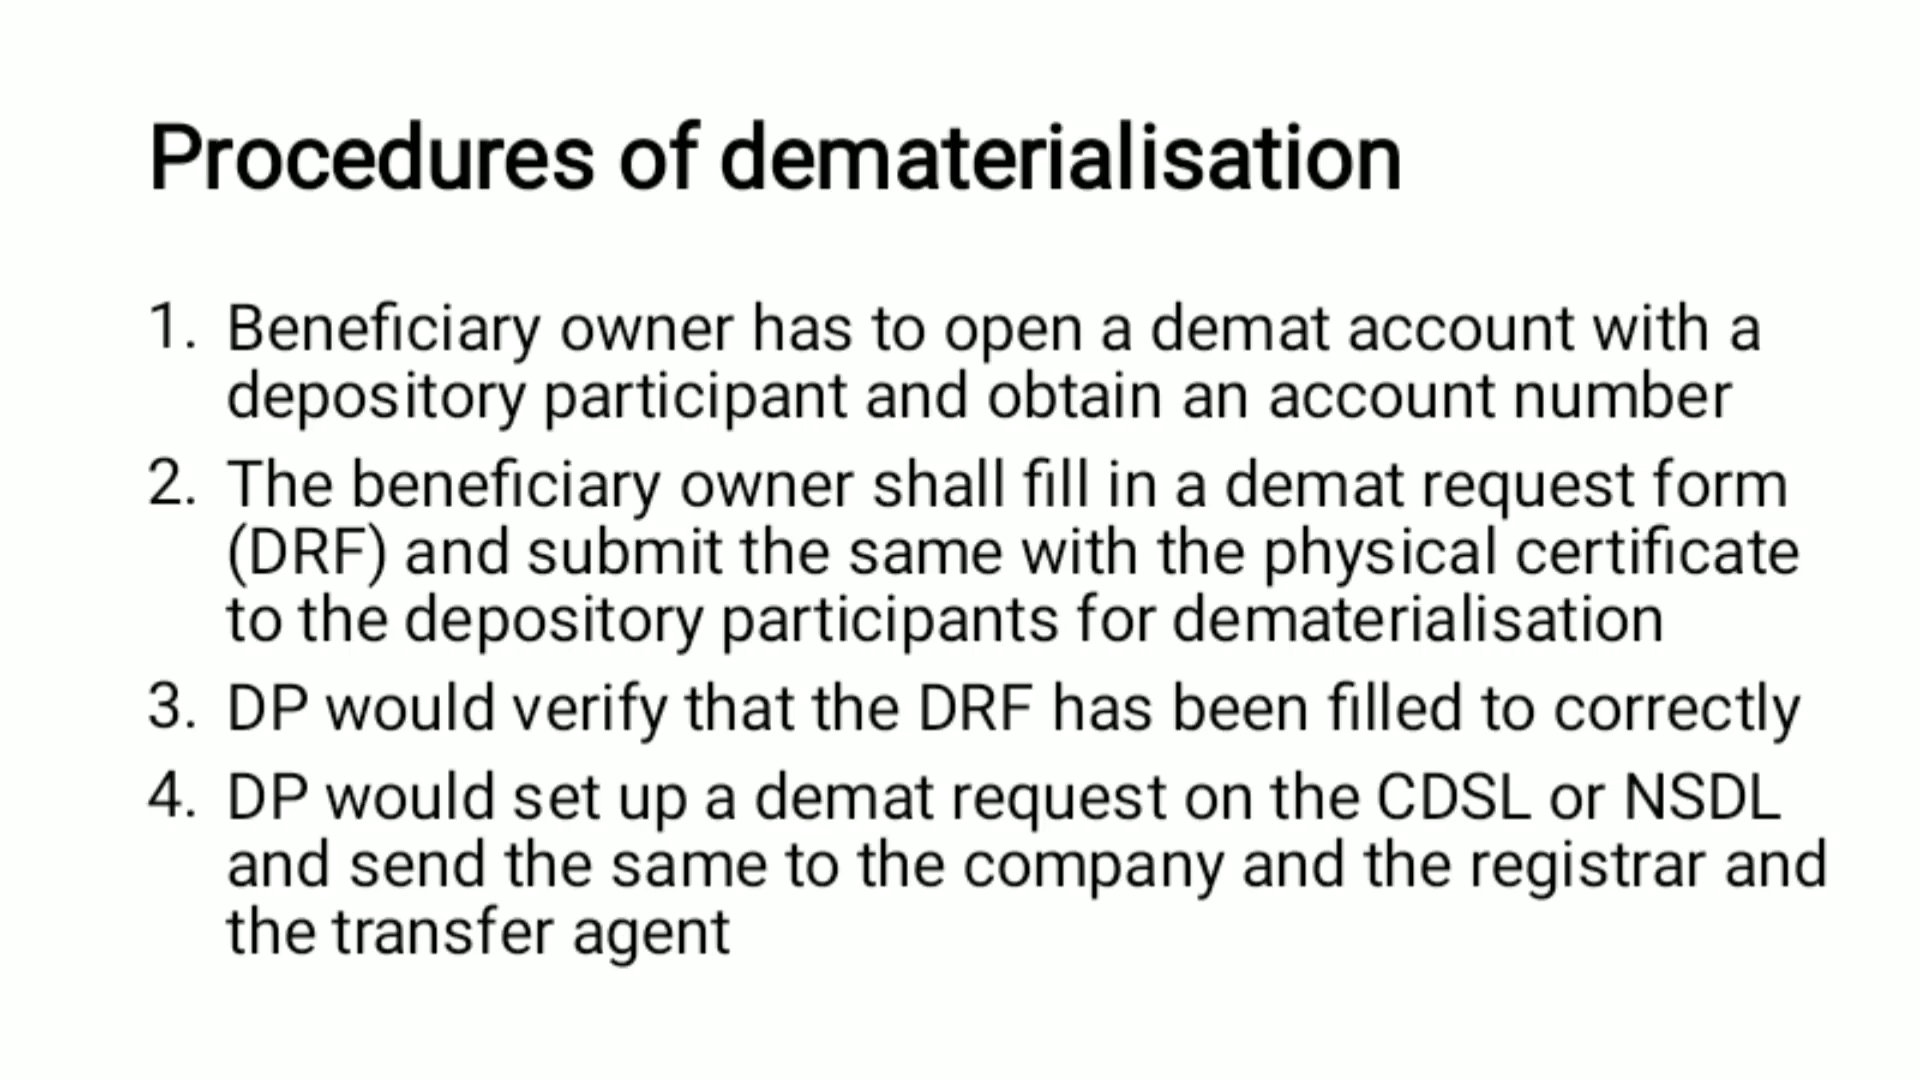 Procedures of dematerialisation
1. Beneficiary owner has to open a demat account with a
depository participant and obtain an account number
2. The beneficiary owner shall fill in a demat request form
(DRF) and submit the same with the physical certificate
to the depository participants for dematerialisation
3. DP would verify that the DRF has been filled to correctly
4. DP would set up a demat request on the CDSL or NSDL
and send the same to the company and the registrar and
the transfer agent